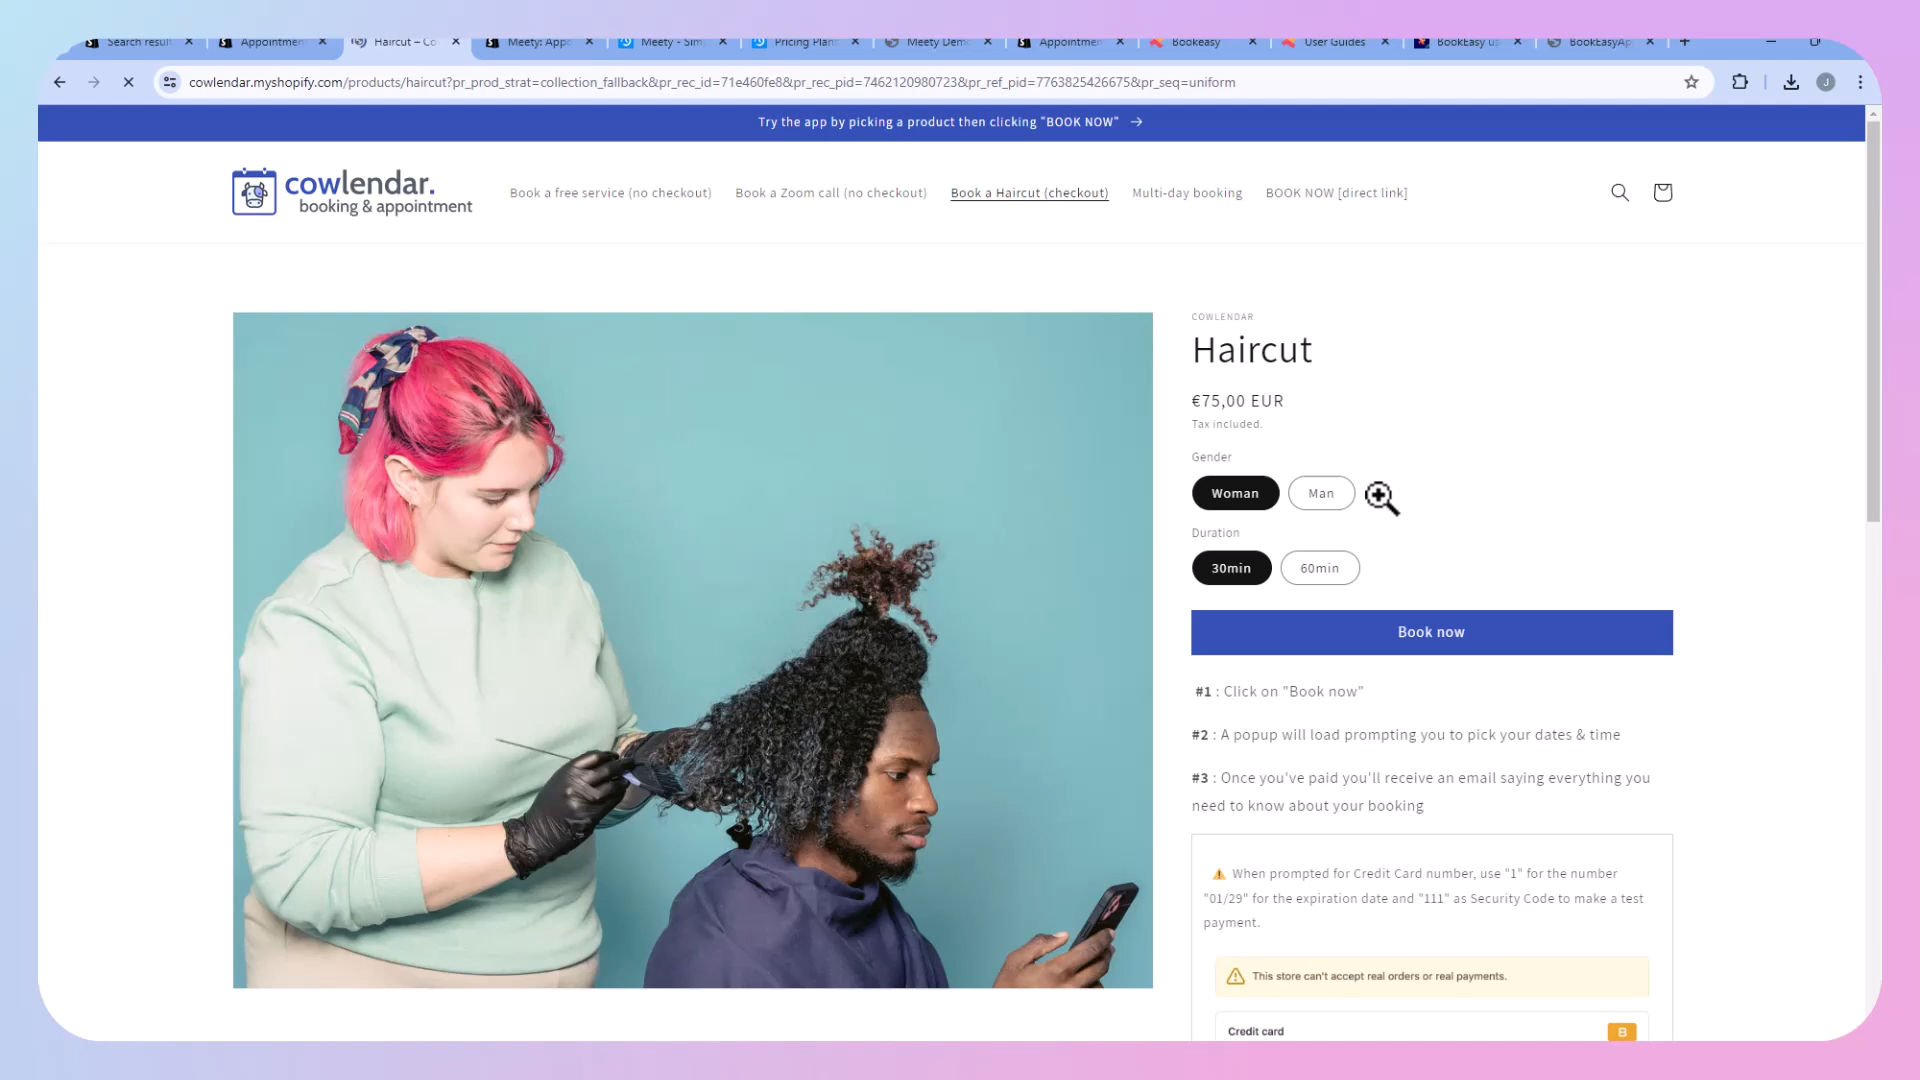 Search result
Appointmen
Haircut – Co
Meety: Appo
Meety - Sim
Pricing Plan
Meety Dem
Appointmen
Bookeasy
User Guides
BookEasy us
BookEasyAp
cowlendar.myshopify.com/products/haircut?pr_prod_strat=collection_fallback&pr_rec_id=71e460fe8&pr_rec_pid=7462120980723&pr_ref_pid=7763825426675&pr_seq=uniform
J
Try the app by picking a product then clicking "BOOK NOW" →
cowlendar.
booking & appointment
Book a free service (no checkout)
Book a Zoom call (no checkout)
Book a Haircut (checkout)
Multi-day booking
BOOK NOW [direct link]
COWLENDAR
Haircut
€75,00 EUR
Tax included.
Gender
Woman
Man
Duration
30min
60min
Book now
#1 : Click on "Book now"
#2 : A popup will load prompting you to pick your dates & time
#3 : Once you've paid you'll receive an email saying everything you
need to know about your booking
⚠ When prompted for Credit Card number, use "1" for the number
"01/29" for the expiration date and "111" as Security Code to make a test
payment.
This store can't accept real orders or real payments.
Credit card
B